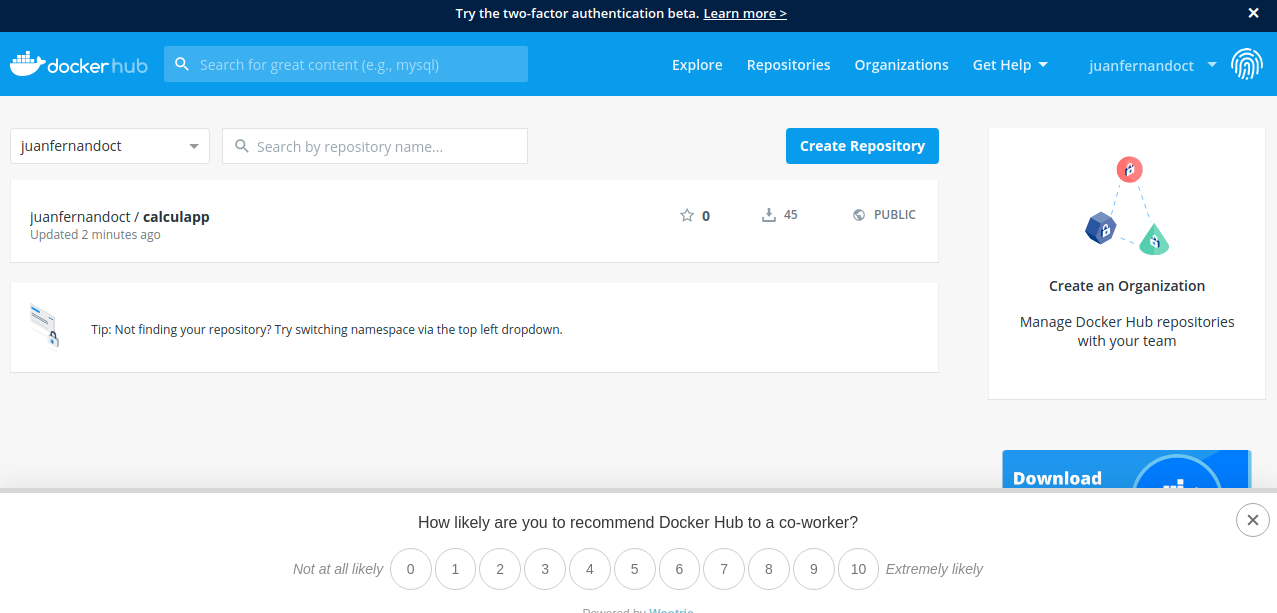 Try the two-factor authentication beta. Learn more >
docker hub
Search for great content (e.g., mysql)
Explore
Repositories
Organizations
Get Help
juanfernandoct
juanfernandoct
Search by repository name...
Create Repository
juanfernandoct / calculapp
Updated 2 minutes ago
0
45
PUBLIC
Tip: Not finding your repository? Try switching namespace via the top left dropdown.
Create an Organization
Manage Docker Hub repositories
with your team
Download
How likely are you to recommend Docker Hub to a co-worker?
Not at all likely 0 1 2 3 4 5 6 7 8 9 10 Extremely likely
Powered by Wootric